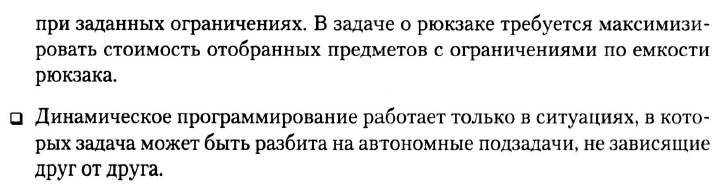 при заданных ограничениях. В задаче о рюкзаке требуется максимизи-
ровать стоимость отобранных предметов с ограничениями по емкости
рюкзака.
❑ Динамическое программирование работает только в ситуациях, в кото-
рых задача может быть разбита на автономные подзадачи, не зависящие
друг от друга.